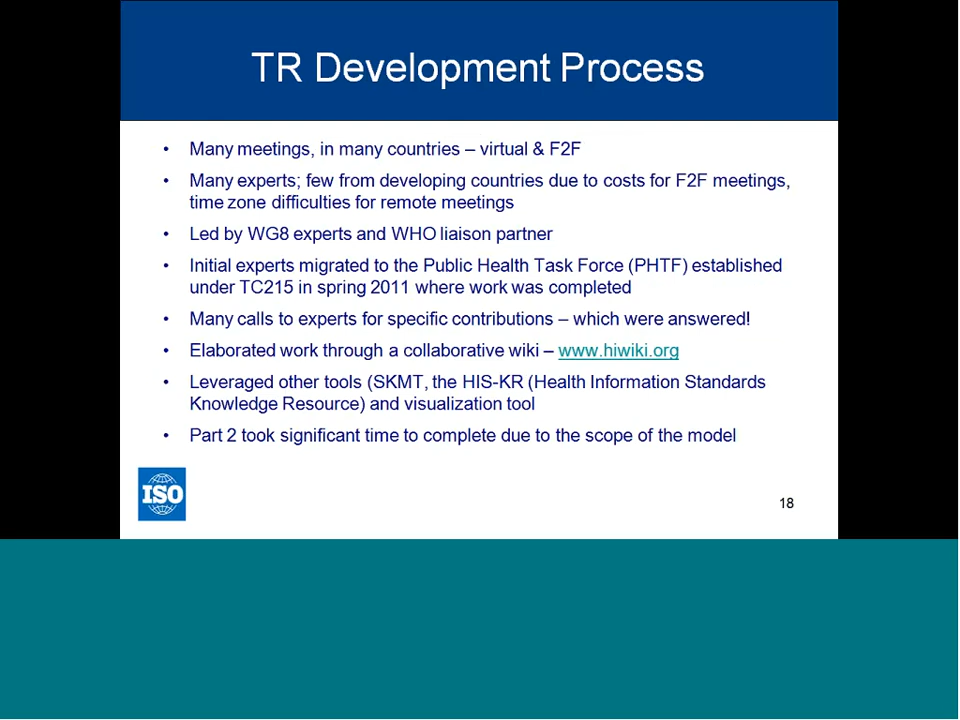 TR Development Process
• Many meetings, in many countries – virtual & F2F
• Many experts; few from developing countries due to costs for F2F meetings,
time zone difficulties for remote meetings
• Led by WG8 experts and WHO liaison partner
• Initial experts migrated to the Public Health Task Force (PHTF) established
under TC215 in spring 2011 where work was completed
• Many calls to experts for specific contributions – which were answered!
• Elaborated work through a collaborative wiki – www.hiwiki.org
• Leveraged other tools (SKMT, the HIS-KR (Health Information Standards
Knowledge Resource) and visualization tool
• Part 2 took significant time to complete due to the scope of the model
ISO
18